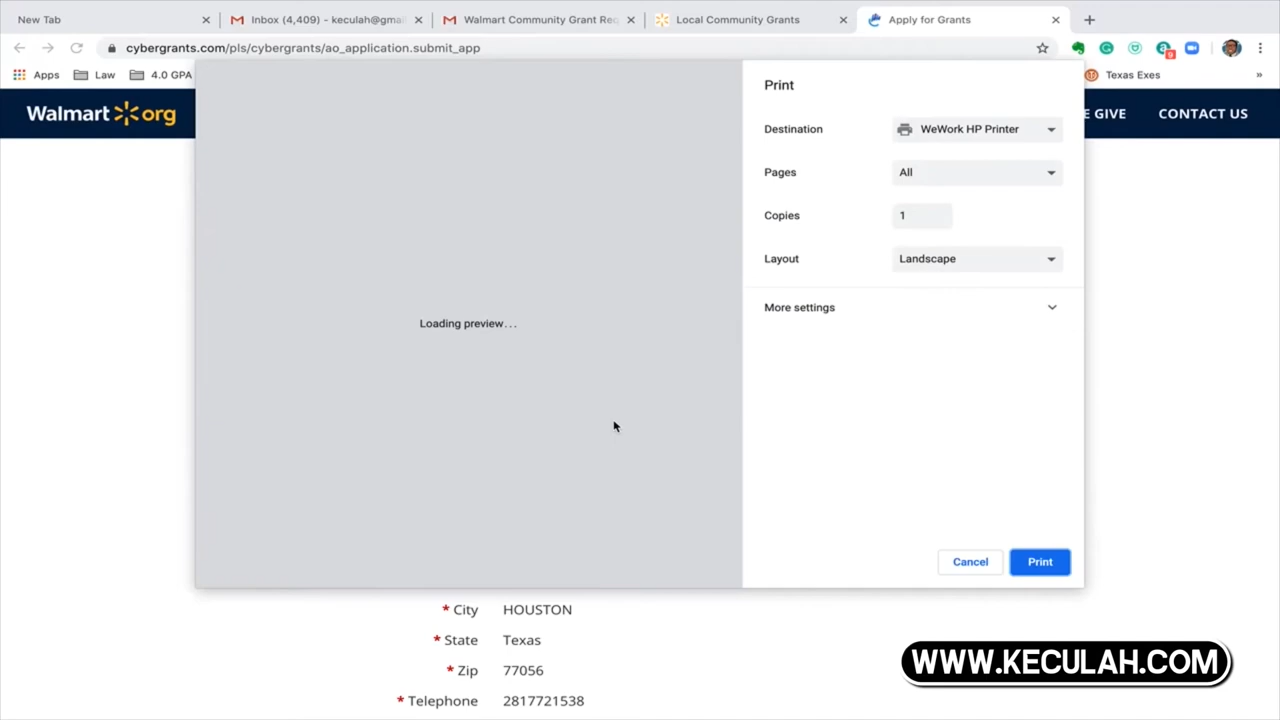 New Tab
Inbox (4,409) - keculah@gmai
Walmart Community Grant Req
Local Community Grants
Apply for Grants
cybergrants.com/pls/cybergrants/ao_application.submit_app
9
Apps
Law
4.0 GPA
Texas Exes
»
Walmart org
E GIVE
CONTACT US
Print
Destination
WeWork HP Printer
Pages
All
Copies
1
Layout
Landscape
More settings
Loading preview...
Cancel
Print
* City HOUSTON
* State Texas
* Zip 77056
* Telephone 2817721538
WWW.KECULAH.COM